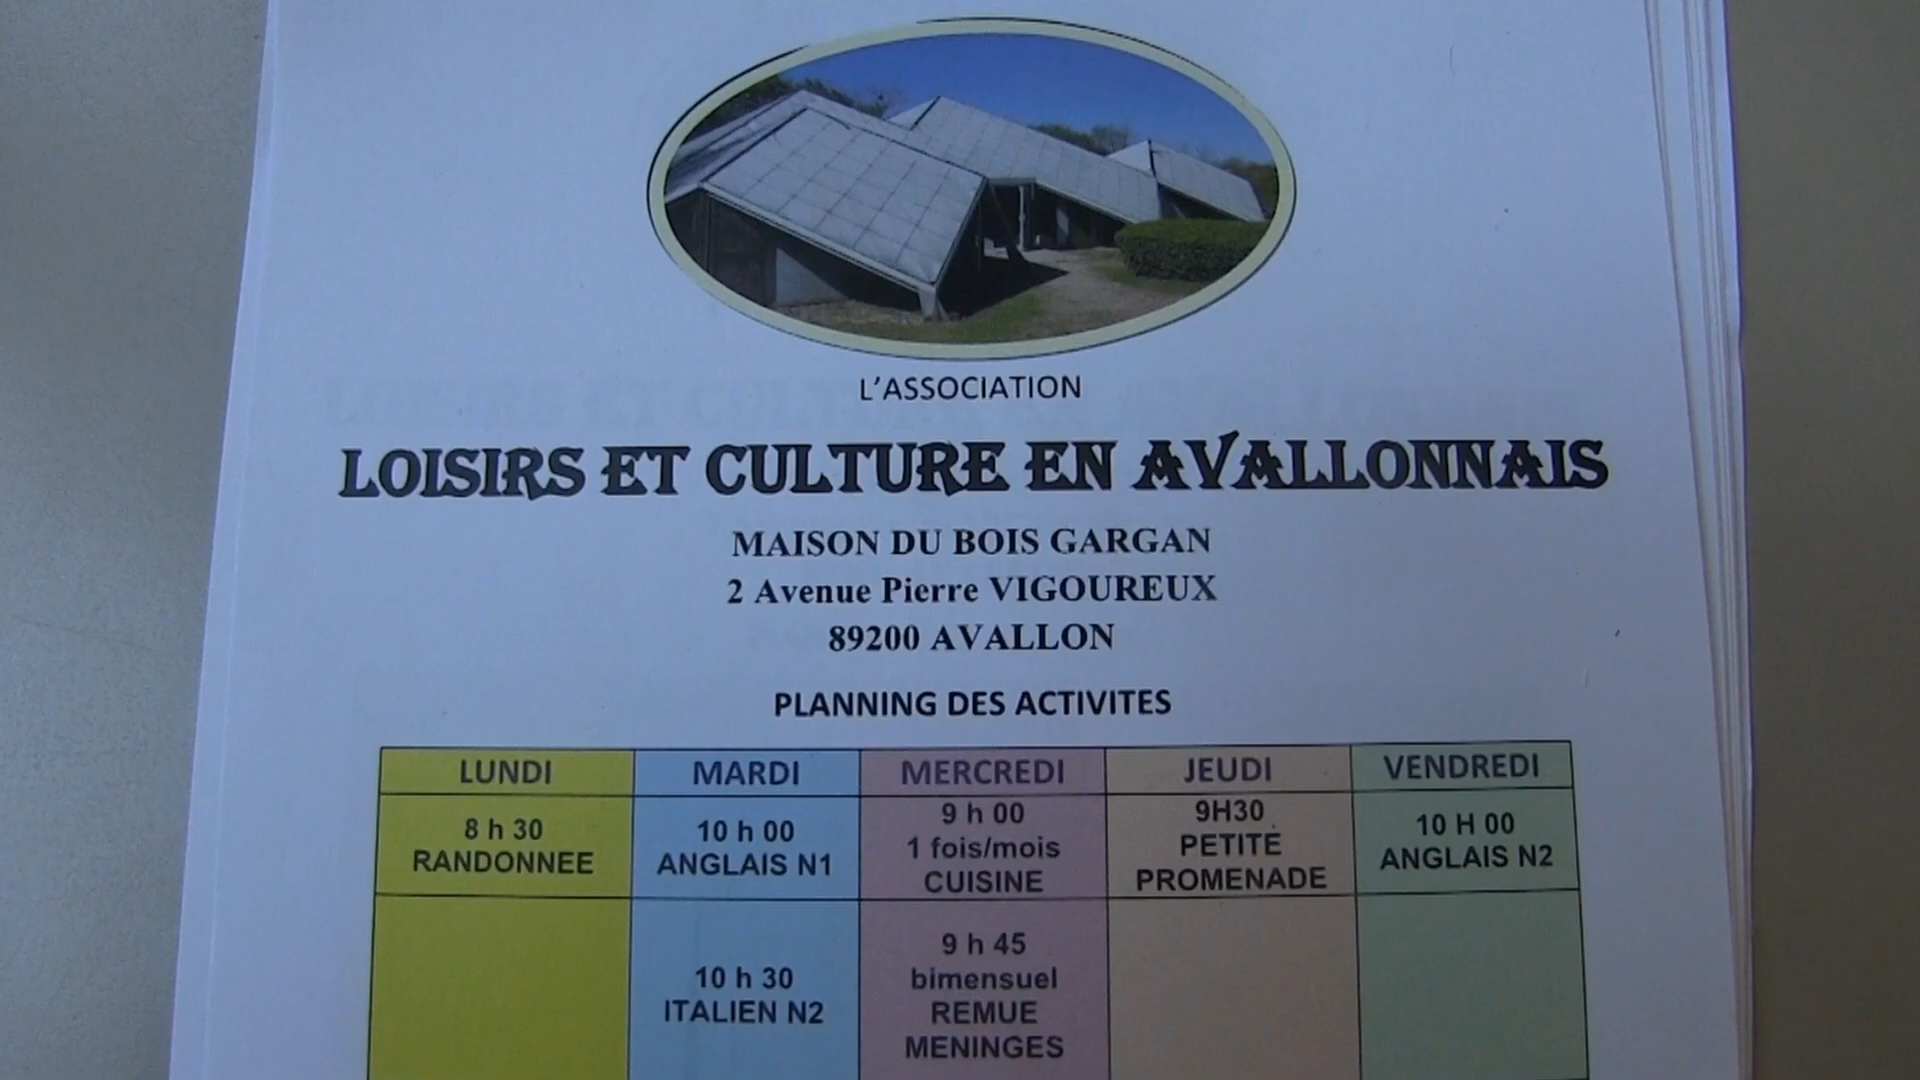 L'ASSOCIATION
LOISIRS ET CULTURE EN AVALLONNAIS
MAISON DU BOIS GARGAN
2 Avenue Pierre VIGOUREUX
89200 AVALLON
PLANNING DES ACTIVITES
LUNDI
8 h 30
RANDONNEE
MARDI
10 h 00
ANGLAIS N1
10 h 30
ITALIEN N2
MERCREDI
9 h 00
1 fois/mois
CUISINE
9 h 45
bimensuel
REMUE
MENINGES
JEUDI
9H30
PETITE
PROMENADE
VENDREDI
10 H 00
ANGLAIS N2